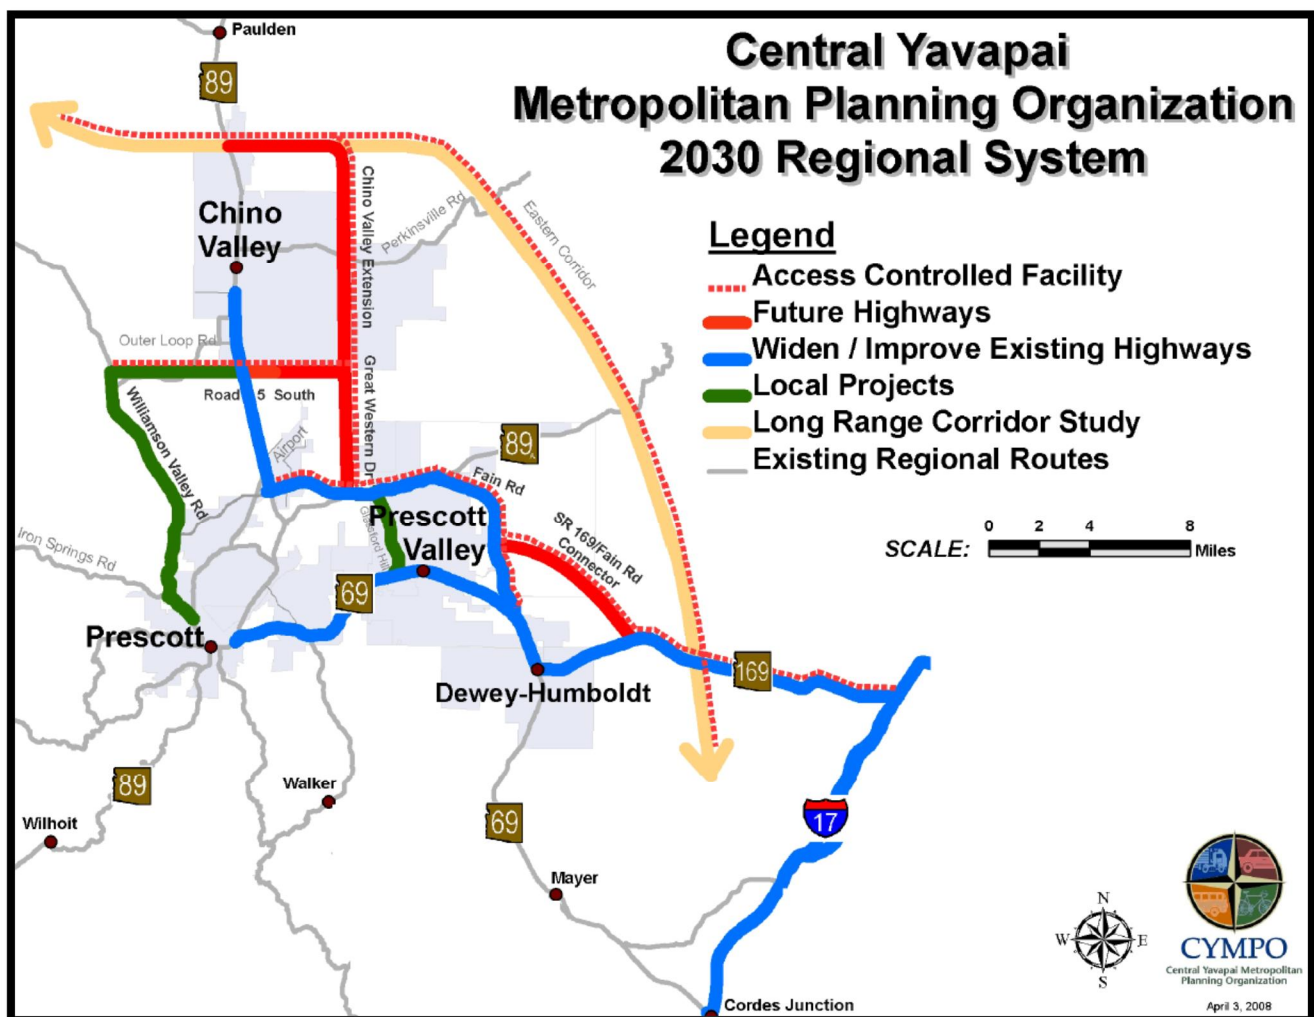 Central Yavapai
Metropolitan Planning Organization
2030 Regional System
Legend
Access Controlled Facility
Future Highways
Widen / Improve Existing Highways
Local Projects
Long Range Corridor Study
Existing Regional Routes
SCALE:
0 2 4 8
Miles
Paulden
89
Chino
Valley
Chino Valley Extension
Perkinsville Rd
Eastern Corridor
Outer Loop Rd
Road 5 South
Great Western Dr
Williamson Valley Rd
Airport
89
Fain Rd
Iron Springs Rd
Prescott
Valley
Glassford Hill
SR 169/Fain Rd
Connector
69
Prescott
169
Dewey-Humboldt
89
Walker
Wilhoit
69
17
Mayer
Cordes Junction
N
W E
S
CYMPO
Central Yavapai Metropolitan
Planning Organization
April 3, 2008